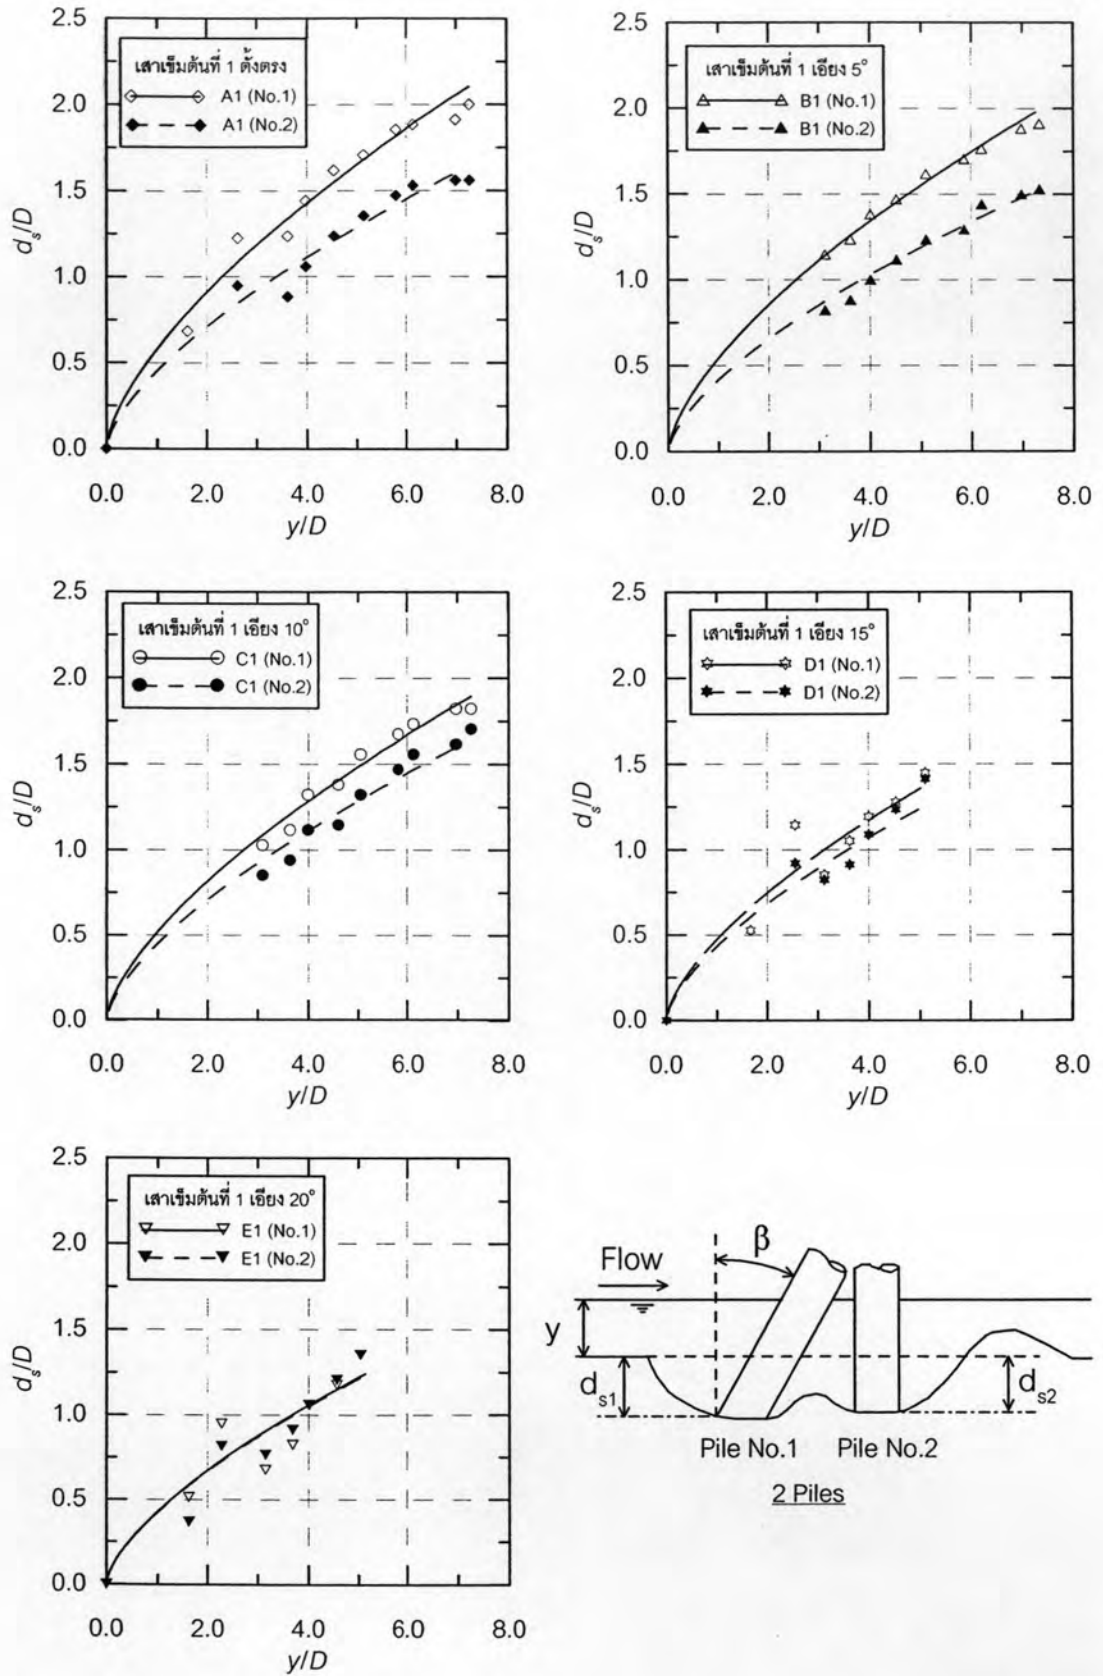 2.5
2.0
1.5
1.0
0.5
0.0
dₛ/D
เสาเข็มต้นที่ 1 ตั้งตรง
A1 (No.1)
A1 (No.2)
0.0 2.0 4.0 6.0 8.0
y/D
2.5
2.0
1.5
1.0
0.5
0.0
dₛ/D
เสาเข็มต้นที่ 1 เอียง 5°
B1 (No.1)
B1 (No.2)
0.0 2.0 4.0 6.0 8.0
y/D
2.5
2.0
1.5
1.0
0.5
0.0
dₛ/D
เสาเข็มต้นที่ 1 เอียง 10°
C1 (No.1)
C1 (No.2)
0.0 2.0 4.0 6.0 8.0
y/D
2.5
2.0
1.5
1.0
0.5
0.0
dₛ/D
เสาเข็มต้นที่ 1 เอียง 15°
D1 (No.1)
D1 (No.2)
0.0 2.0 4.0 6.0 8.0
y/D
2.5
2.0
1.5
1.0
0.5
0.0
dₛ/D
เสาเข็มต้นที่ 1 เอียง 20°
E1 (No.1)
E1 (No.2)
0.0 2.0 4.0 6.0 8.0
y/D
Flow
β
y
ds1
ds2
Pile No.1 Pile No.2
2 Piles